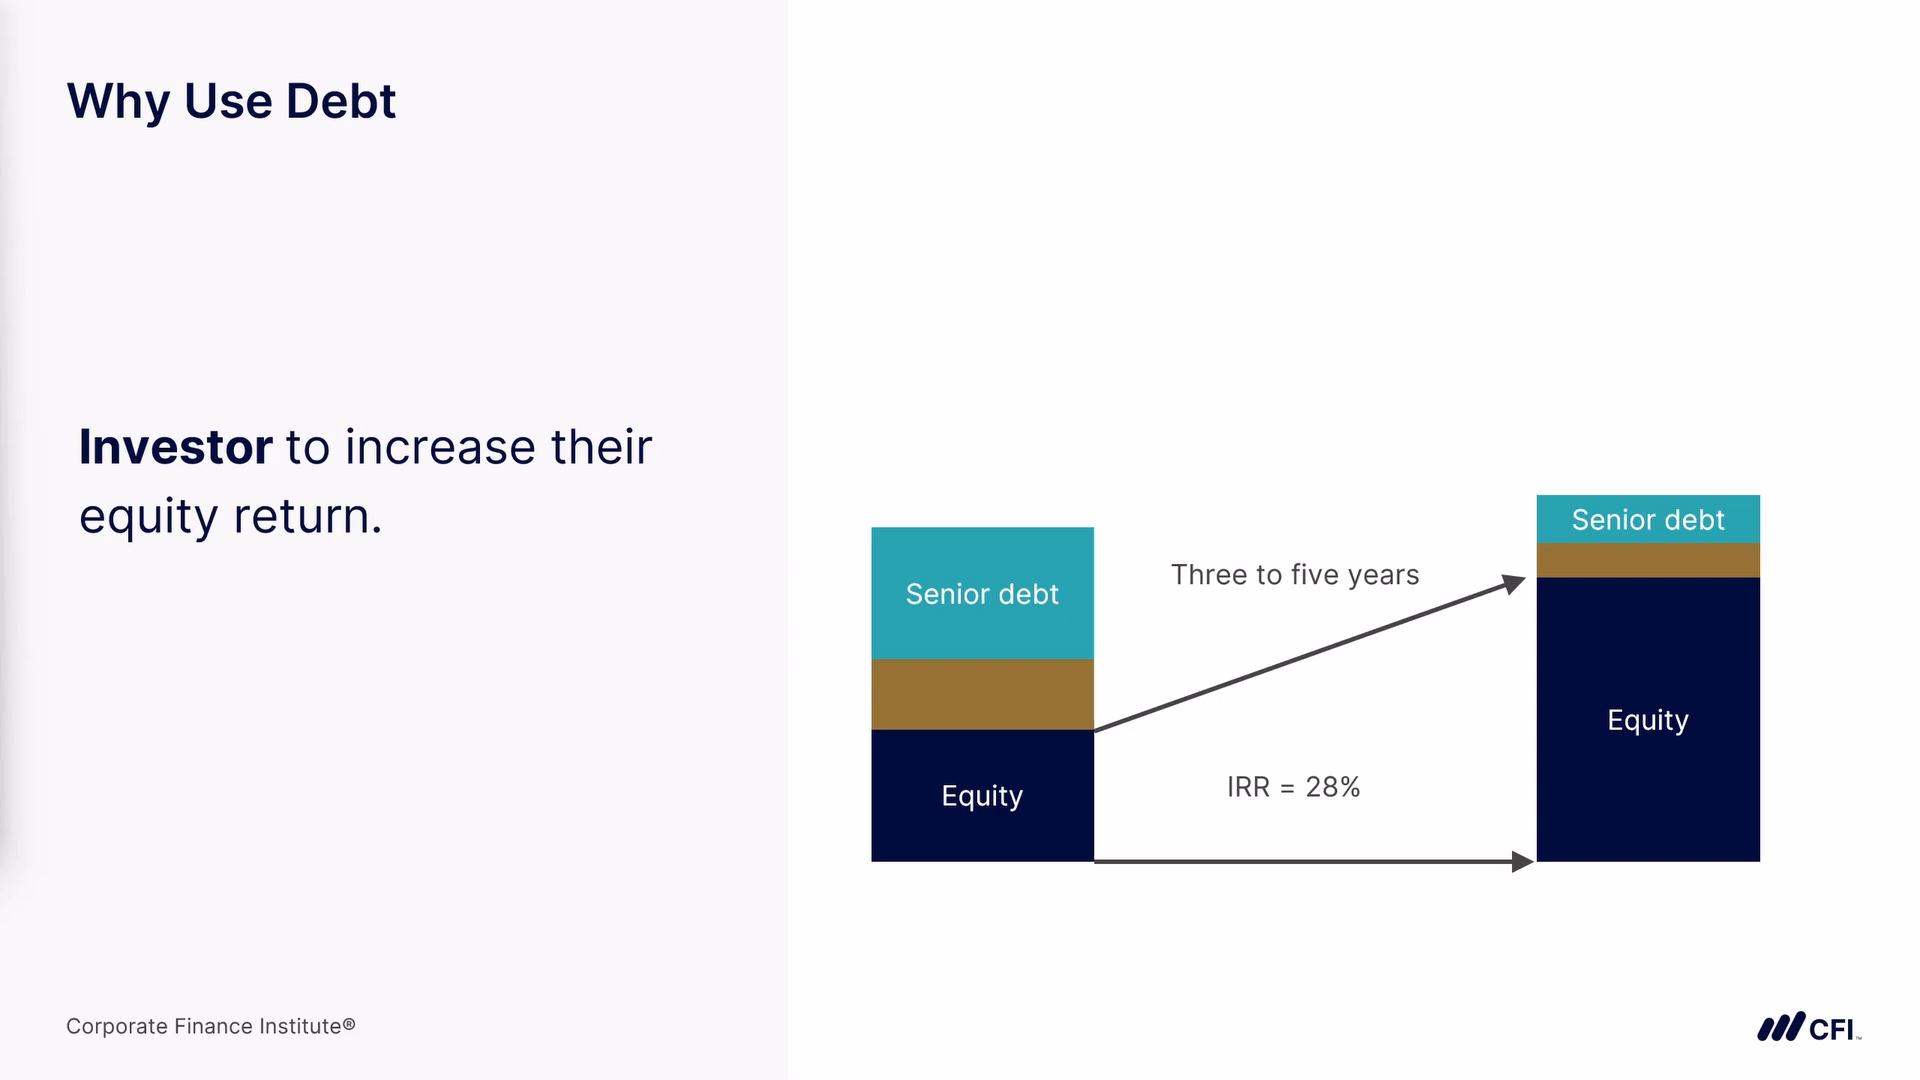 Why Use Debt
Investor to increase their
equity return.
Senior debt
Equity
Three to five years
IRR = 28%
Senior debt
Equity
Corporate Finance Institute®
CFI™